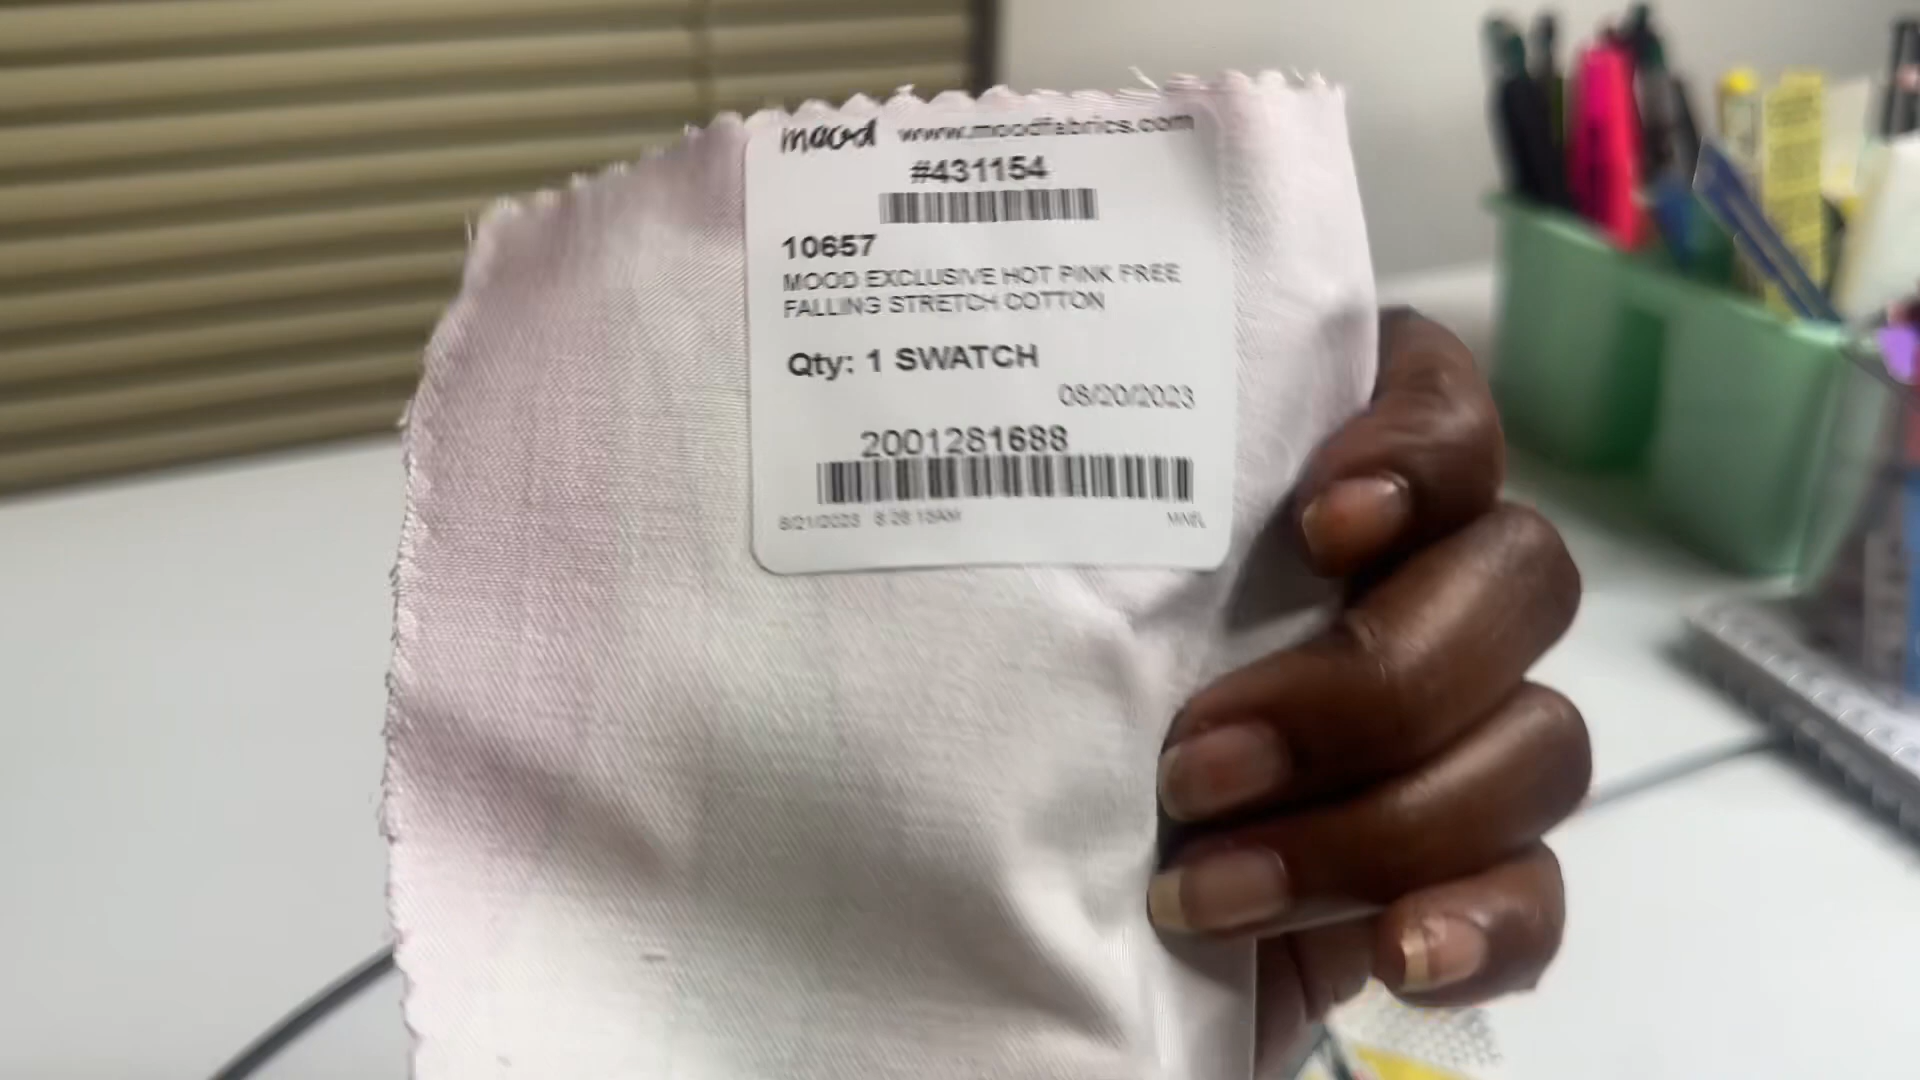 mood www.moodfabrics.com
#431154
10657
MOOD EXCLUSIVE HOT PINK FREE
FALLING STRETCH COTTON
Qty: 1 SWATCH
08/20/2023
2001281688
8/21/2023